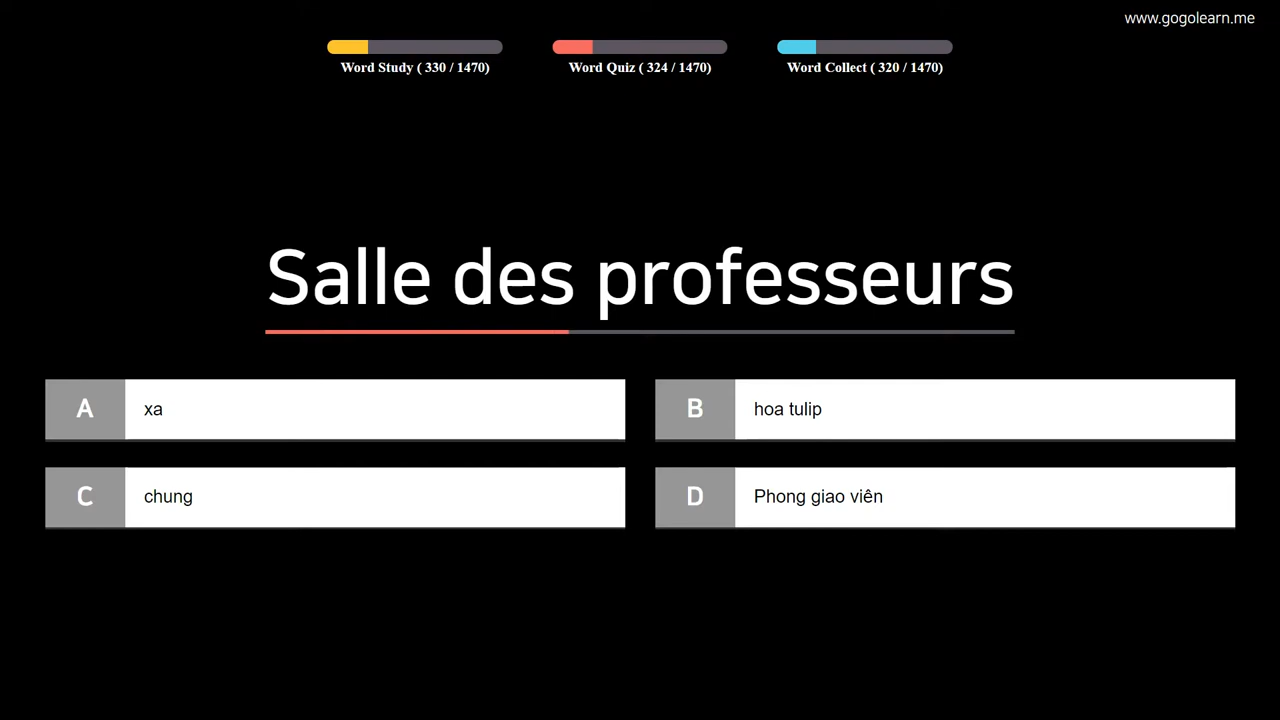 www.gogolearn.me
Word Study ( 330 / 1470)
Word Quiz ( 324 / 1470)
Word Collect ( 320 / 1470)
Salle des professeurs
A xa
B hoa tulip
C chung
D Phong giao viên